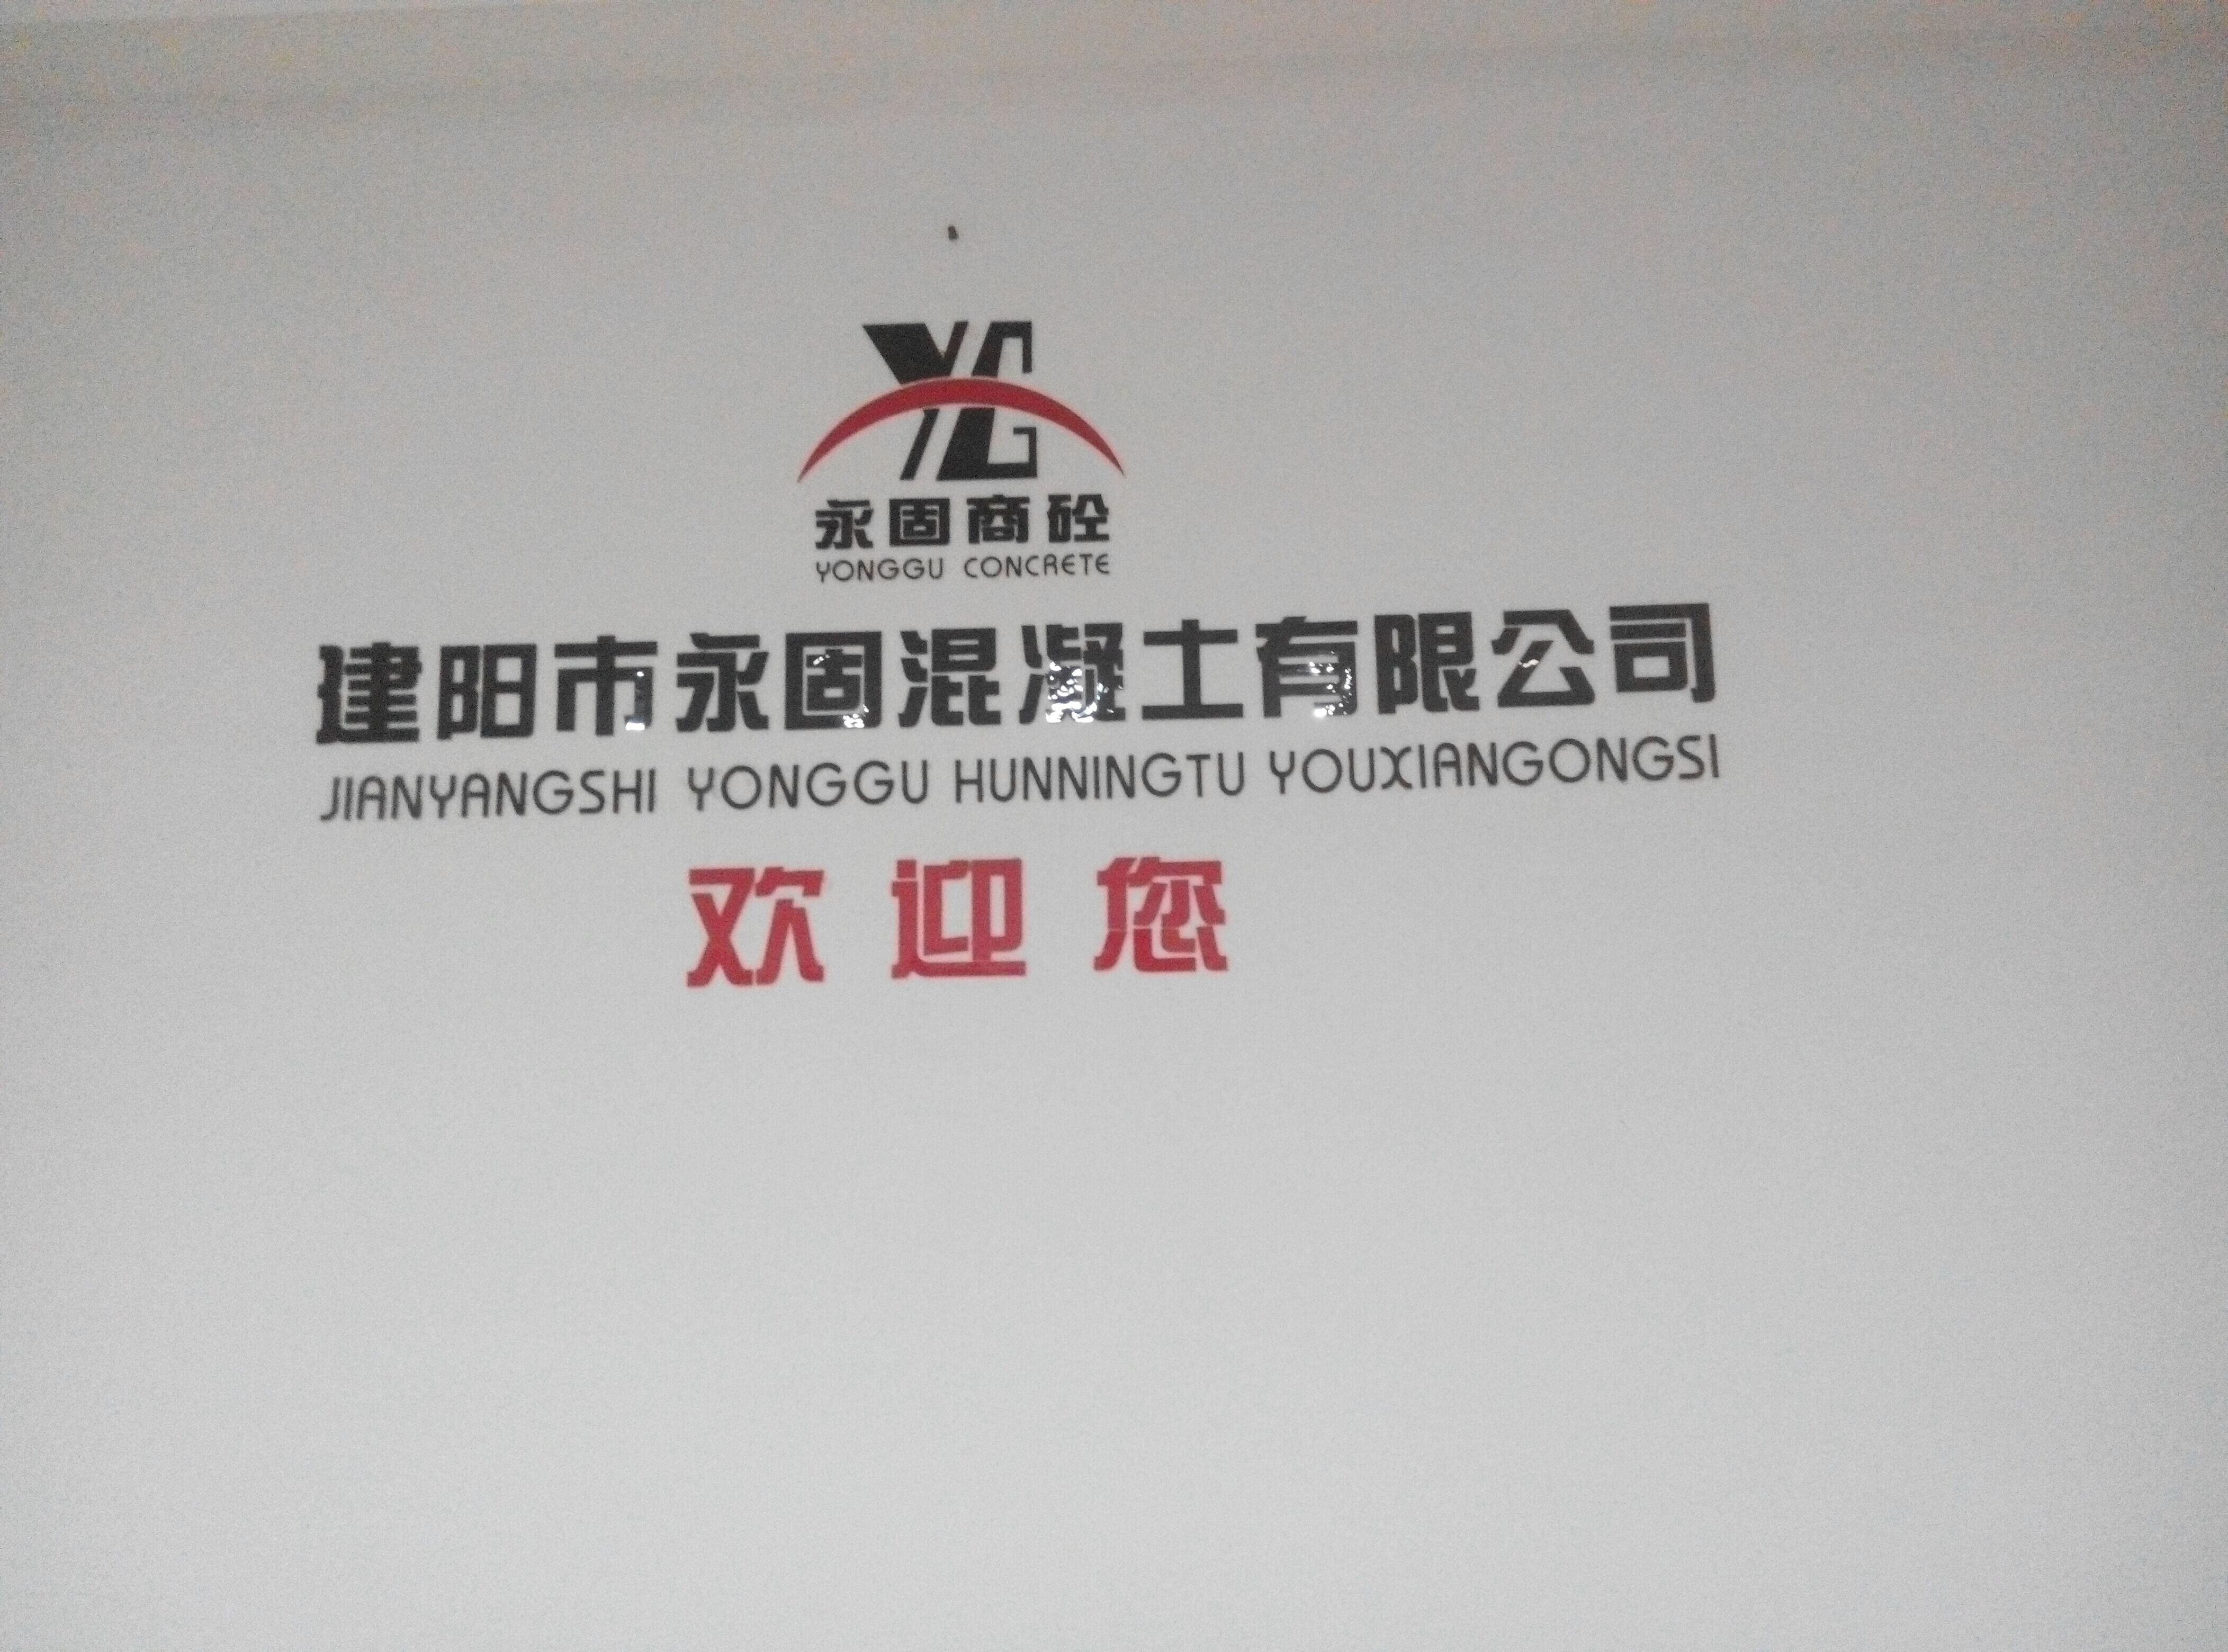 YG
永固商砼
YONGGU CONCRETE
建阳市永固混凝土有限公司
JIANYANGSHI YONGGU HUNNINGTU YOUXIANGONGSI
欢迎您